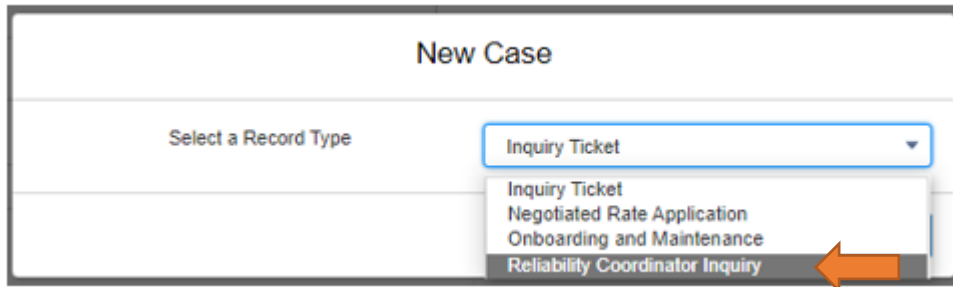 New Case
Select a Record Type
Inquiry Ticket
Inquiry Ticket
Negotiated Rate Application
Onboarding and Maintenance
Reliability Coordinator Inquiry